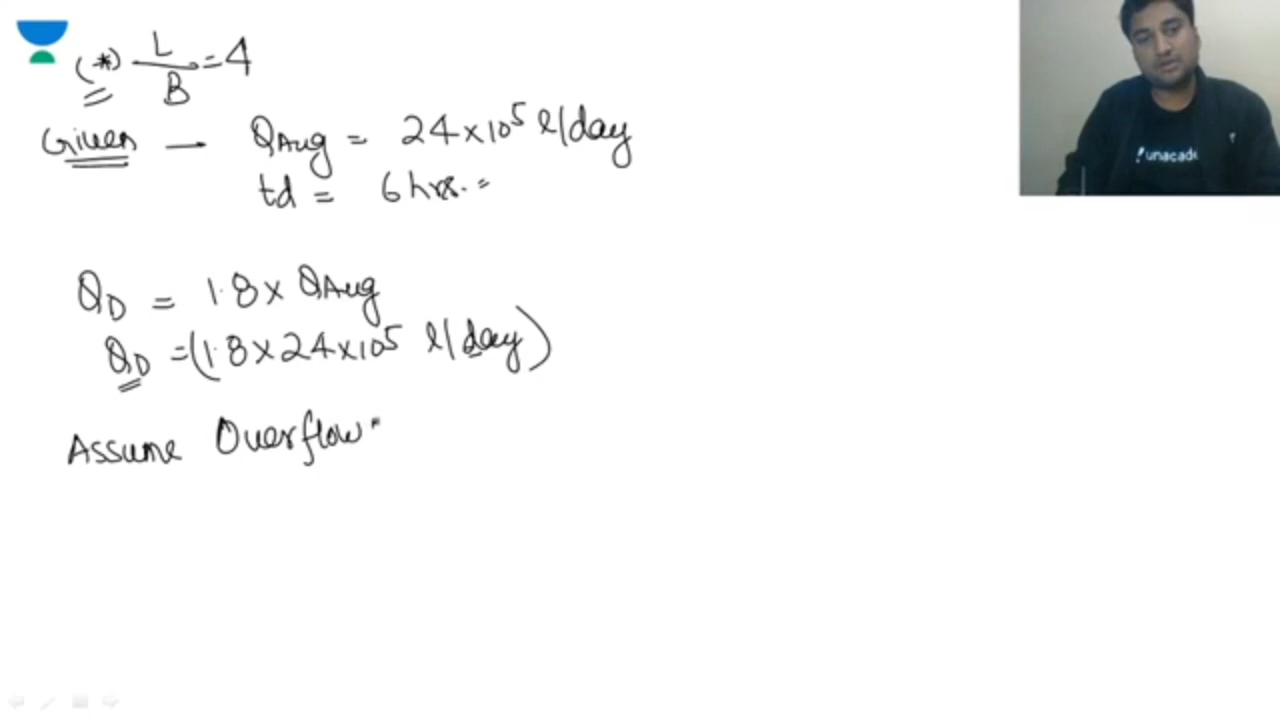 (*) L/B = 4
Given — QAvg = 24×10⁵ l/day
td = 6 hrs. =
QD = 1.8 × QAvg
QD = (1.8×24×10⁵ l/day)
Assume Overflow
unacade